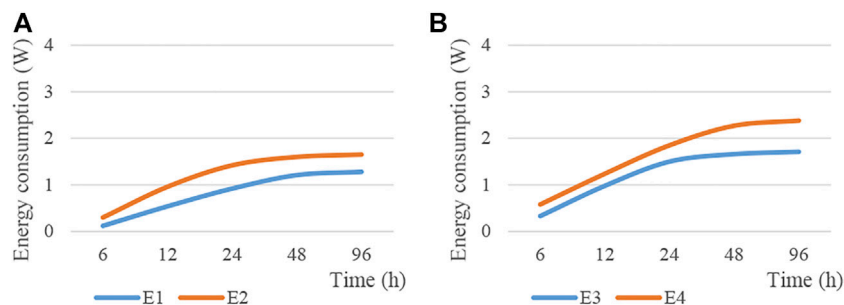 A
Energy consumption (W)
4
3
2
1
0
6 12 24 48 96
Time (h)
E1 E2
B
Energy consumption (W)
4
3
2
1
0
6 12 24 48 96
Time (h)
E3 E4